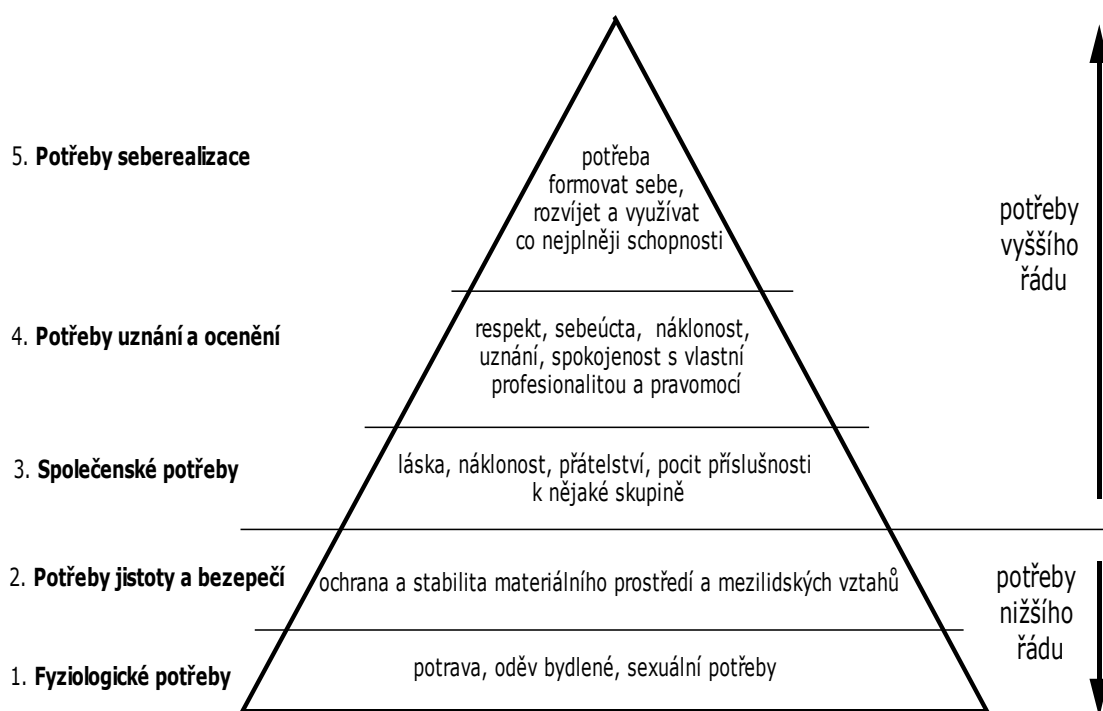 5. Potřeby seberealizace
potřeba
formovat sebe,
rozvíjet a využívat
co nejplněji schopnosti
potřeby
vyššího
řádu
4. Potřeby uznání a ocenění
respekt, sebeúcta, náklonost,
uznání, spokojenost s vlastní
profesionalitou a pravomocí
3. Společenské potřeby
láska, náklonost, přátelství, pocit příslušnosti
k nějaké skupině
2. Potřeby jistoty a bezepečí
ochrana a stabilita materiálního prostředí a mezilidských vztahů
potřeby
nižšího
řádu
1. Fyziologické potřeby
potrava, oděv bydlené, sexuální potřeby